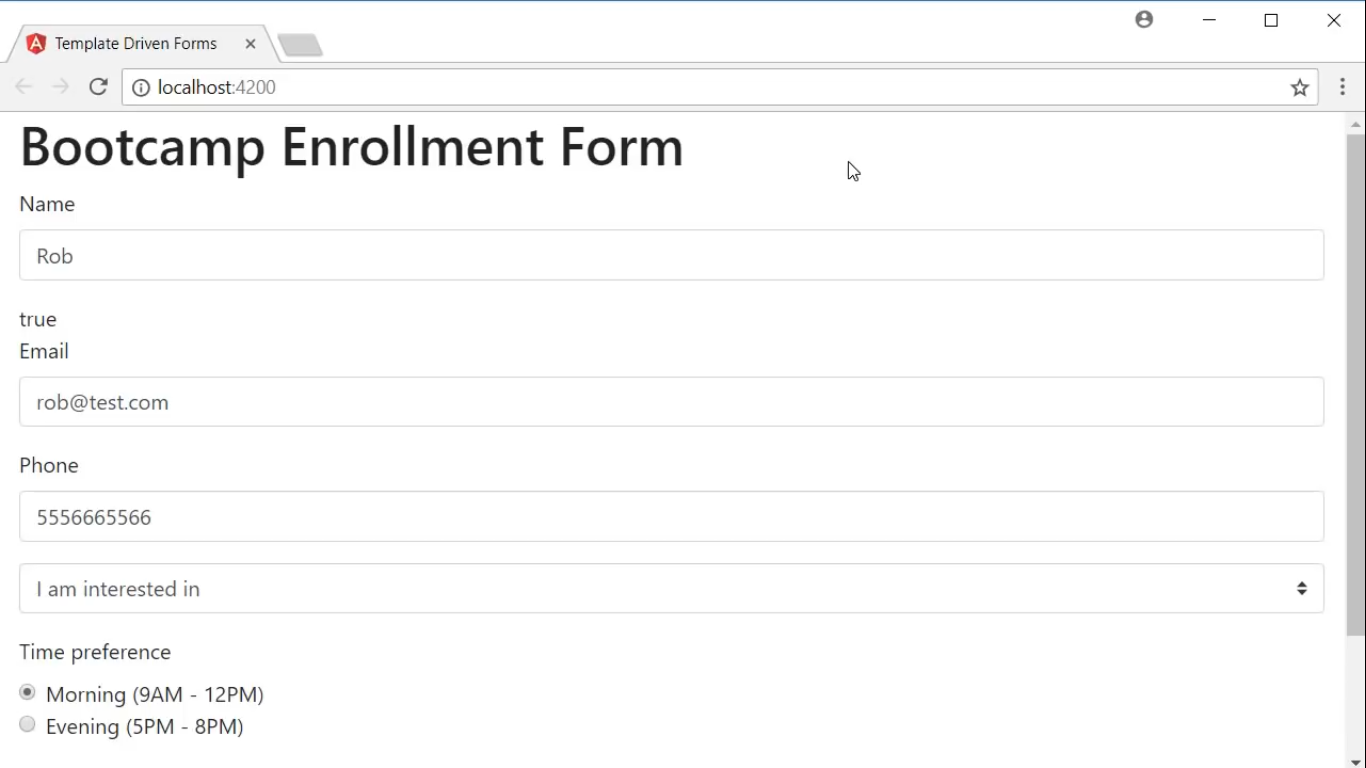 Template Driven Forms
localhost:4200
Bootcamp Enrollment Form
Name
Rob
true
Email
rob@test.com
Phone
5556665566
I am interested in
Time preference
Morning (9AM - 12PM)
Evening (5PM - 8PM)